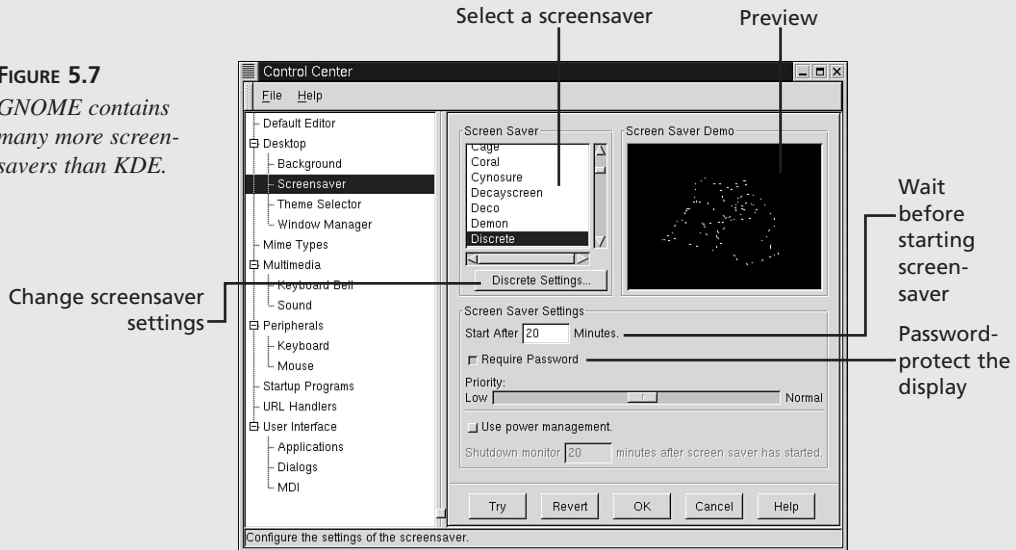 Select a screensaver
Preview
FIGURE 5.7
GNOME contains
many more screen-
savers than KDE.
Control Center
File Help
Default Editor
Desktop
Background
Screensaver
Theme Selector
Window Manager
Mime Types
Multimedia
Keyboard Bell
Sound
Peripherals
Keyboard
Mouse
Startup Programs
URL Handlers
User Interface
Applications
Dialogs
MDI
Screen Saver
Cage
Coral
Cynosure
Decayscreen
Deco
Demon
Discrete
Discrete Settings...
Screen Saver Demo
Screen Saver Settings
Start After 20 Minutes.
Require Password
Priority:
Low Normal
Use power management.
Shutdown monitor 20 minutes after screen saver has started.
Try Revert OK Cancel Help
Configure the settings of the screensaver.
Change screensaver
settings
Wait
before
starting
screen-
saver
Password-
protect the
display